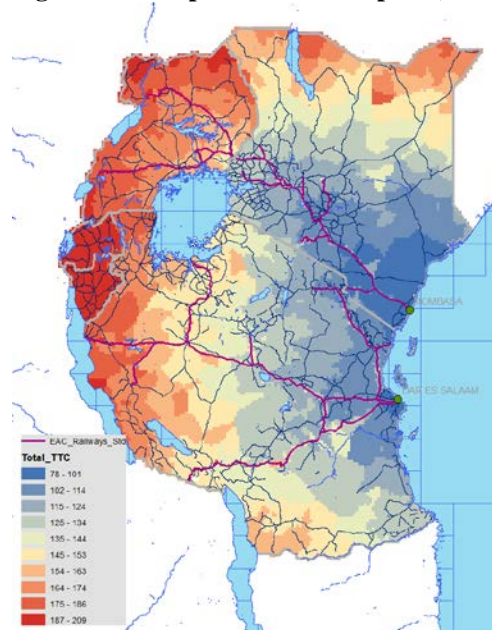 MOMBASA
DAR ES SALAAM
EAC_Railways_Std
Total_TTC
78 - 101
102 - 114
115 - 124
125 - 134
135 - 144
145 - 153
154 - 163
164 - 174
175 - 186
187 - 209